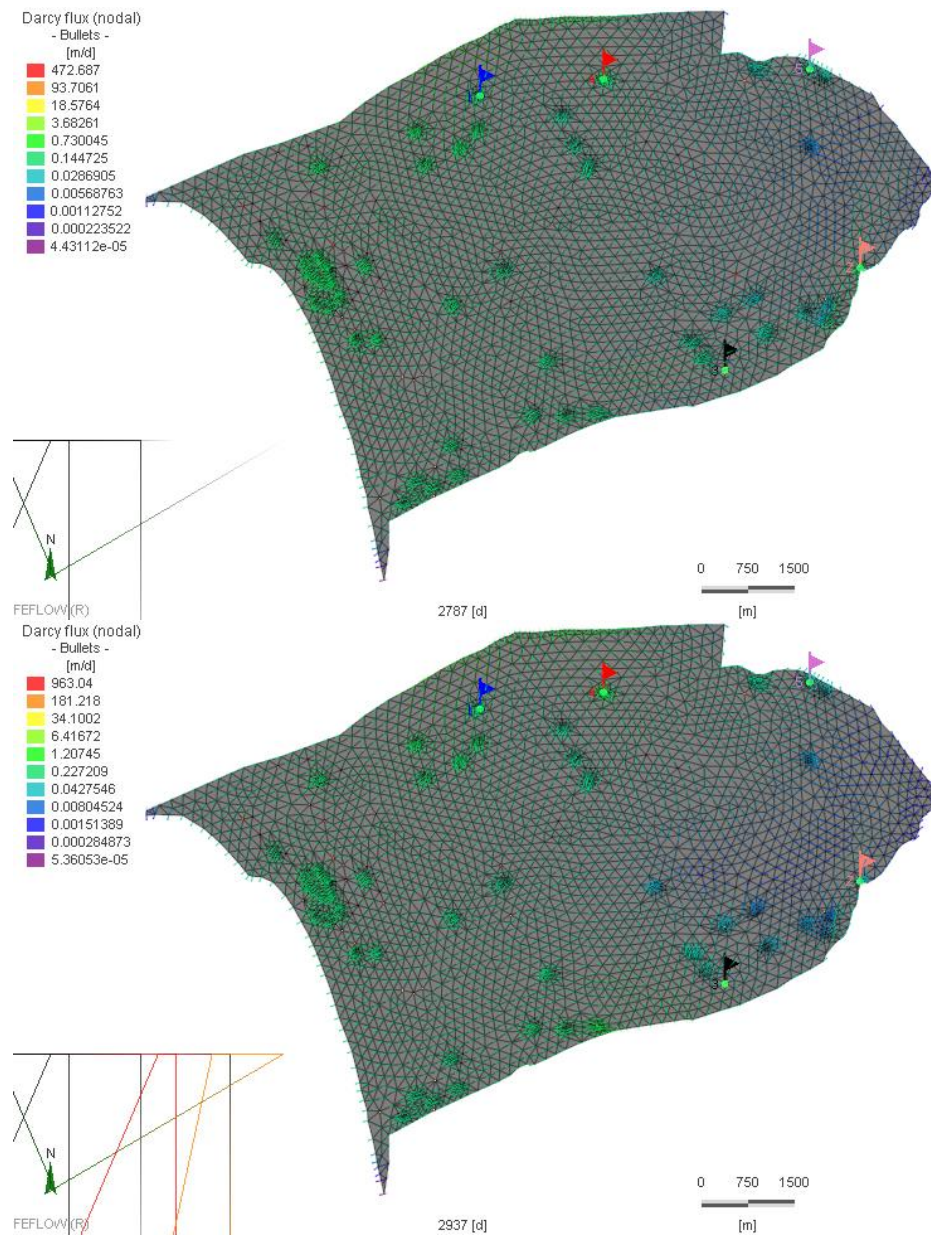 Darcy flux (nodal)
- Bullets -
[m/d]
472.687
93.7061
18.5764
3.68261
0.730045
0.144725
0.0286905
0.00568763
0.00112752
0.000223522
4.43112e-05
N
FEFLOW (R)
2787 [d]
0 750 1500
[m]
Darcy flux (nodal)
- Bullets -
[m/d]
963.04
181.218
34.1002
6.41672
1.20745
0.227209
0.0427546
0.00804524
0.00151389
0.000284873
5.36053e-05
3
N
FEFLOW (R)
2937 [d]
0 750 1500
[m]